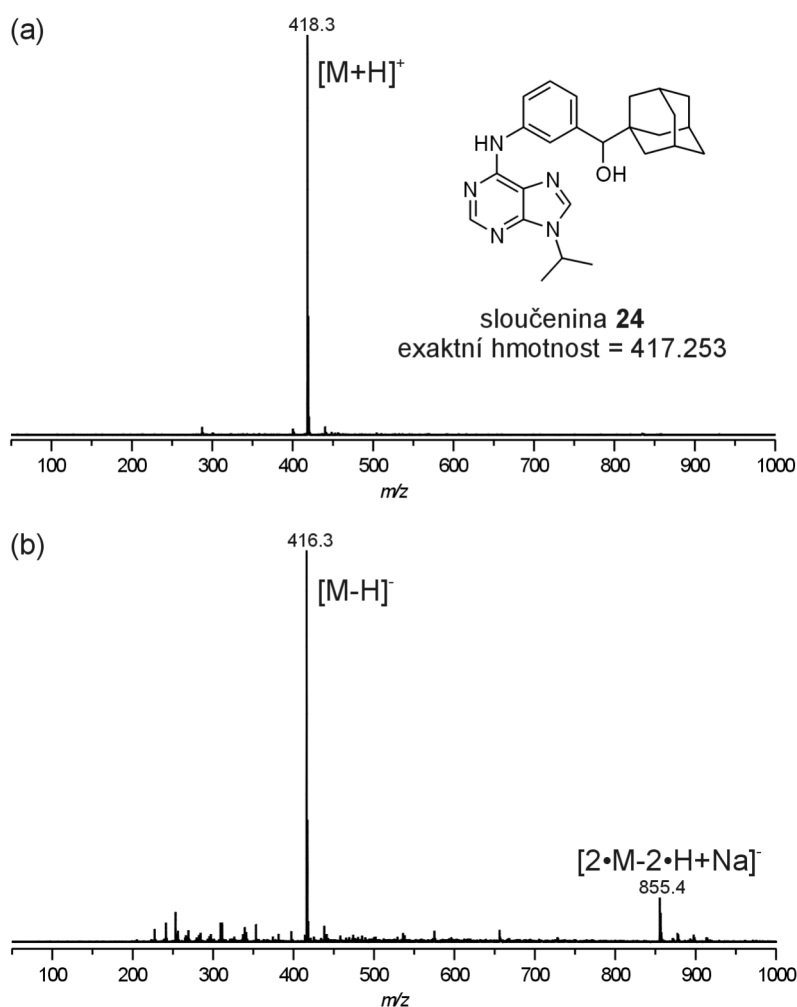 (a)
418.3
[M+H]⁺
HN
OH
N
N
N
N
sloučenina 24
exaktní hmotnost = 417.253
100 200 300 400 500 600 700 800 900 1000
m/z
(b)
416.3
[M-H]⁻
[2•M-2•H+Na]⁻
855.4
100 200 300 400 500 600 700 800 900 1000
m/z